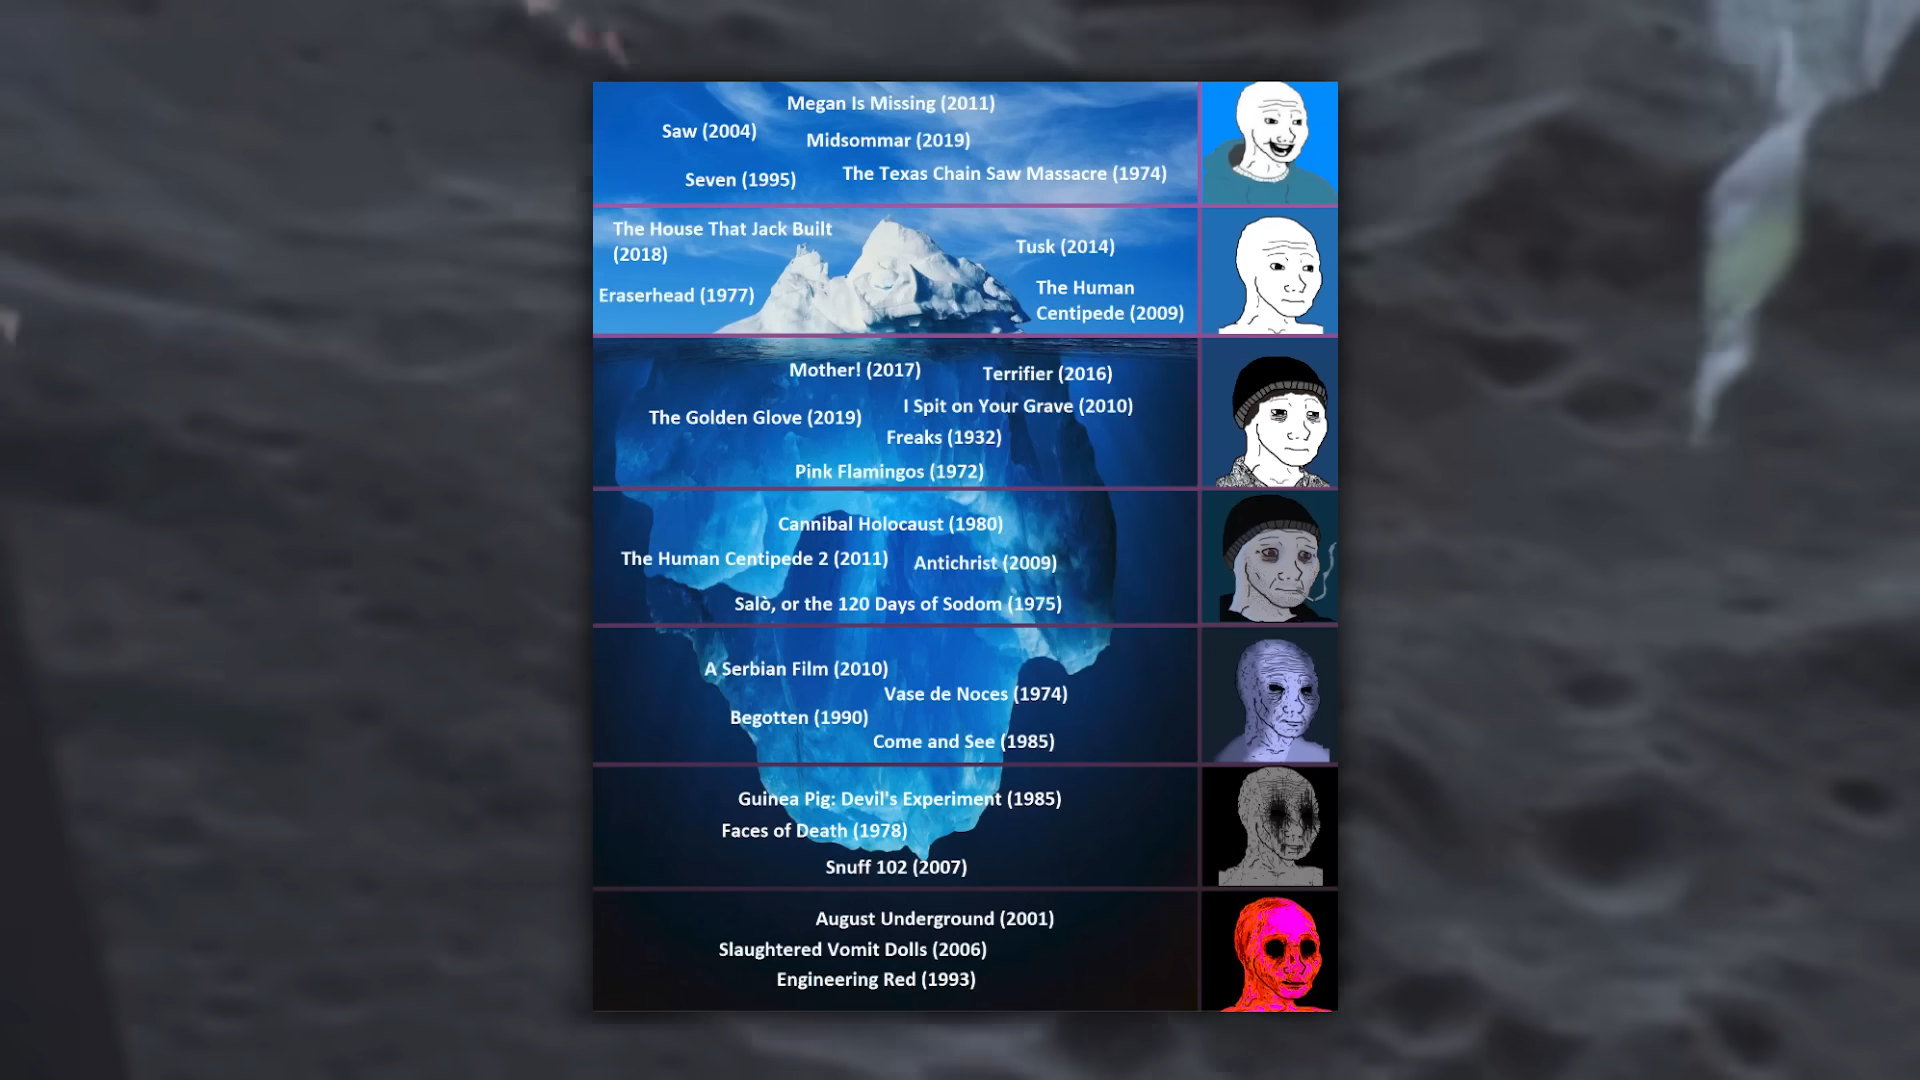 Megan Is Missing (2011)
Saw (2004)
Midsommar (2019)
The Texas Chain Saw Massacre (1974)
Seven (1995)
The House That Jack Built
(2018)
Tusk (2014)
Eraserhead (1977)
The Human
Centipede (2009)
Mother! (2017)
Terrifier (2016)
I Spit on Your Grave (2010)
The Golden Glove (2019)
Freaks (1932)
Pink Flamingos (1972)
Cannibal Holocaust (1980)
The Human Centipede 2 (2011)
Antichrist (2009)
Salò, or the 120 Days of Sodom (1975)
A Serbian Film (2010)
Vase de Noces (1974)
Begotten (1990)
Come and See (1985)
Guinea Pig: Devil's Experiment (1985)
Faces of Death (1978)
Snuff 102 (2007)
August Underground (2001)
Slaughtered Vomit Dolls (2006)
Engineering Red (1993)